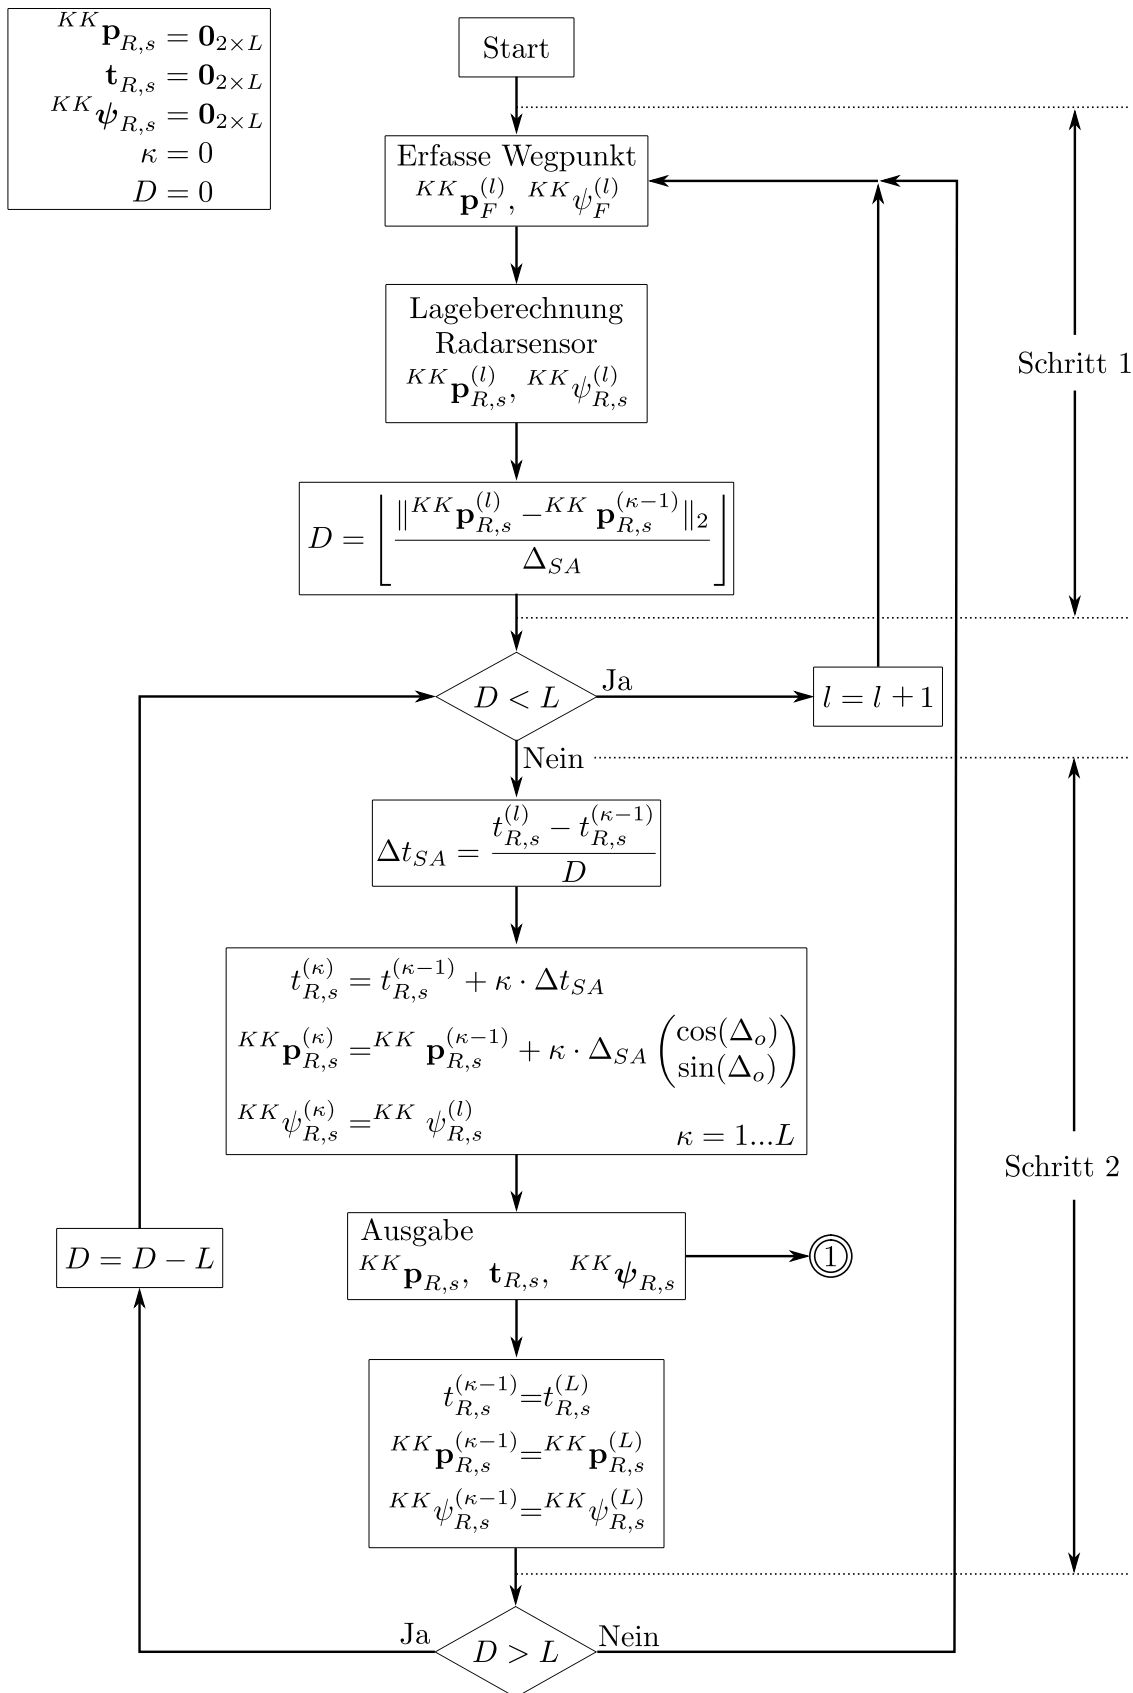 ^{KK}𝐩_{R,s} = 𝟎_{2×L}
𝐭_{R,s} = 𝟎_{2×L}
^{KK}𝛙_{R,s} = 𝟎_{2×L}
κ = 0
D = 0
Start
Erfasse Wegpunkt
^{KK}𝐩_F^{(l)}, ^{KK}ψ_F^{(l)}
Lageberechnung
Radarsensor
^{KK}𝐩_{R,s}^{(l)}, ^{KK}ψ_{R,s}^{(l)}
Schritt 1
D = ⌊ ‖^{KK}𝐩_{R,s}^{(l)} −^{KK} 𝐩_{R,s}^{(κ−1)}‖_2 / Δ_{SA} ⌋
D < L
Ja
l = l + 1
Nein
Δt_{SA} = (t_{R,s}^{(l)} − t_{R,s}^{(κ−1)}) / D
t_{R,s}^{(κ)} = t_{R,s}^{(κ−1)} + κ · Δt_{SA}
^{KK}𝐩_{R,s}^{(κ)} =^{KK} 𝐩_{R,s}^{(κ−1)} + κ · Δ_{SA} (cos(Δ_o) sin(Δ_o))
^{KK}ψ_{R,s}^{(κ)} =^{KK} ψ_{R,s}^{(l)}
κ = 1...L
Schritt 2
Ausgabe
^{KK}𝐩_{R,s}, 𝐭_{R,s}, ^{KK}𝛙_{R,s}
1
D = D − L
t_{R,s}^{(κ−1)}=t_{R,s}^{(L)}
^{KK}𝐩_{R,s}^{(κ−1)}=^{KK}𝐩_{R,s}^{(L)}
^{KK}ψ_{R,s}^{(κ−1)}=^{KK}ψ_{R,s}^{(L)}
Ja
D > L
Nein